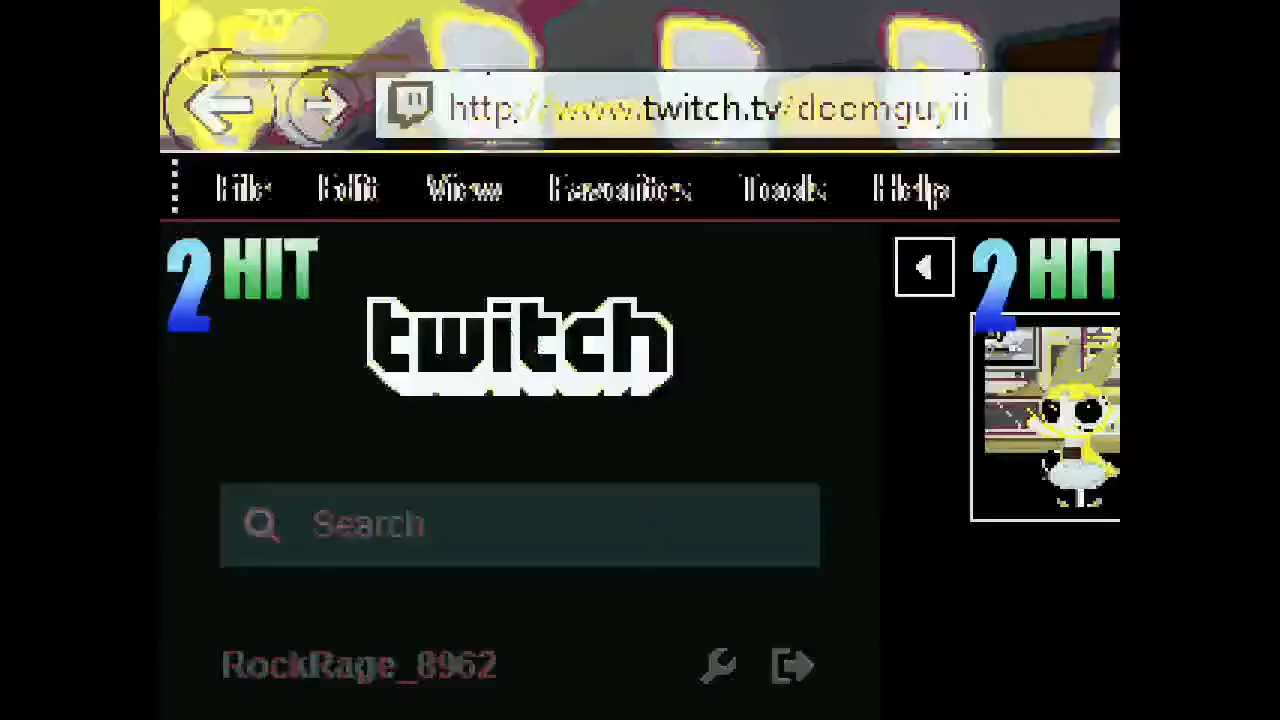 http://www.twitch.tv/doomguyii
File Edit View Favorites Tools Help
2 HIT 2 HIT
twitch
Search
RockRage_8962